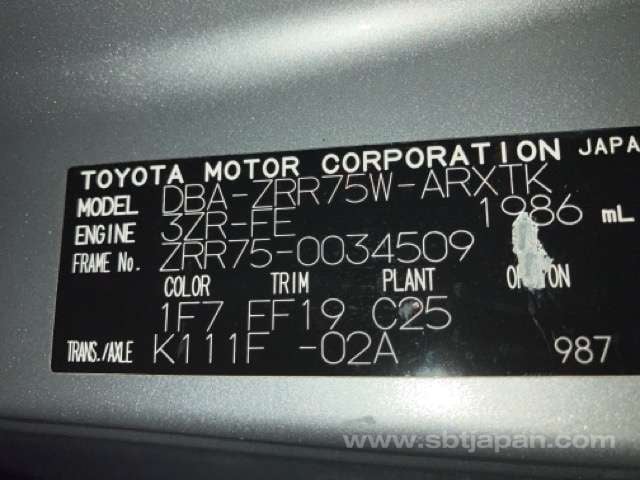 TOYOTA MOTOR CORPORATION JAPA
MODEL DBA-ZRR75W-ARXTK
ENGINE 3ZR-FE 1986 mL
FRAME No. ZRR75-0034509
COLOR TRIM PLANT
1F7 FF19 C25
TRANS./AXLE K111F -02A 987
www.sbtjapan.com